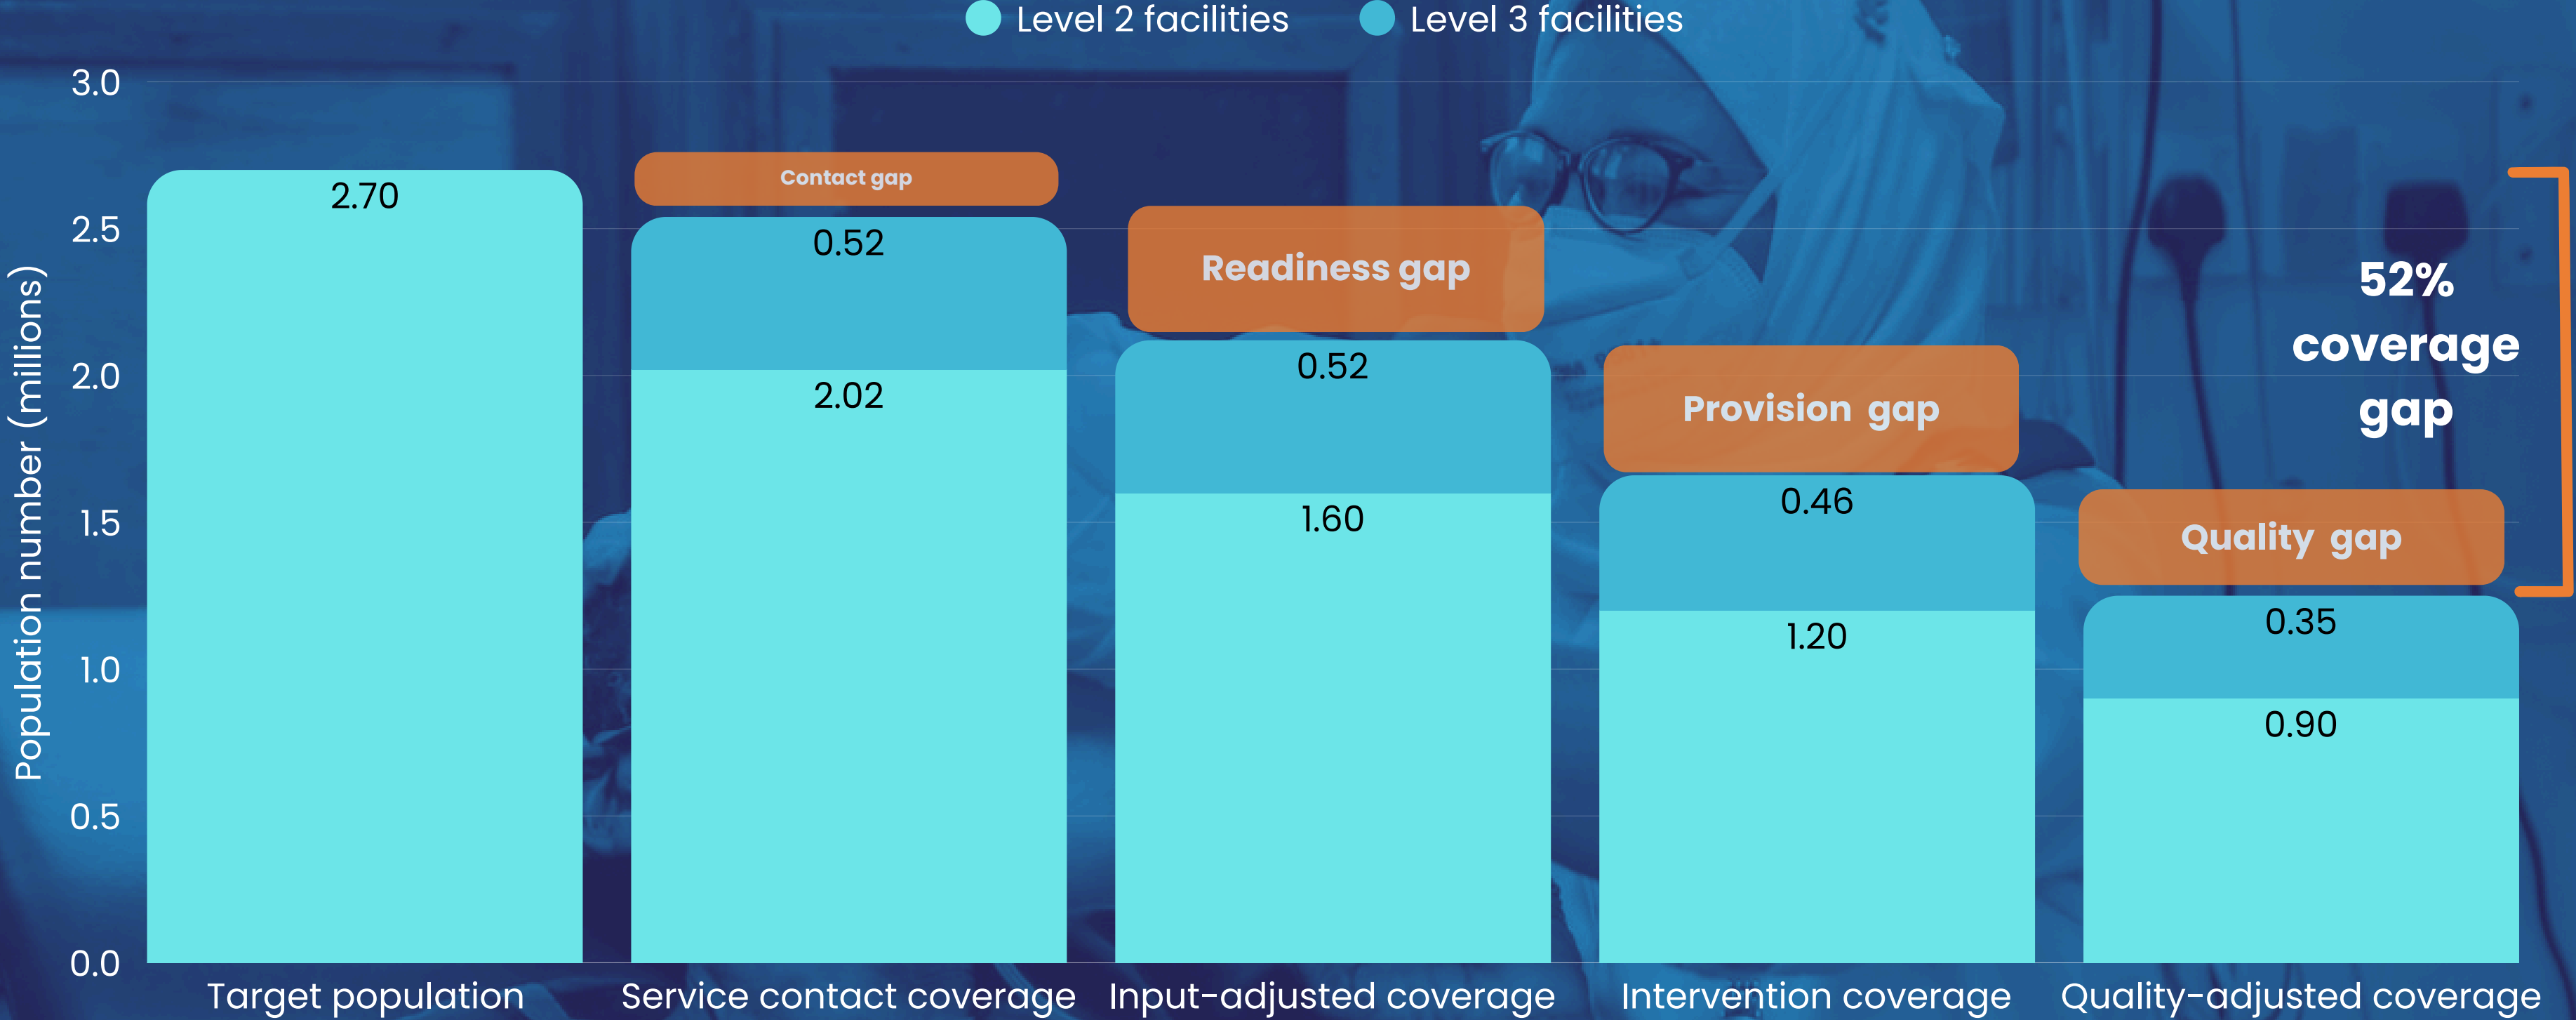 Level 2 facilities
Level 3 facilities
Population number (millions)
3.0
2.5
2.0
1.5
1.0
0.5
0.0
2.70
Contact gap
0.52
2.02
Readiness gap
0.52
1.60
Provision gap
0.46
1.20
52%
coverage
gap
Quality gap
0.35
0.90
Target population
Service contact coverage
Input-adjusted coverage
Intervention coverage
Quality-adjusted coverage